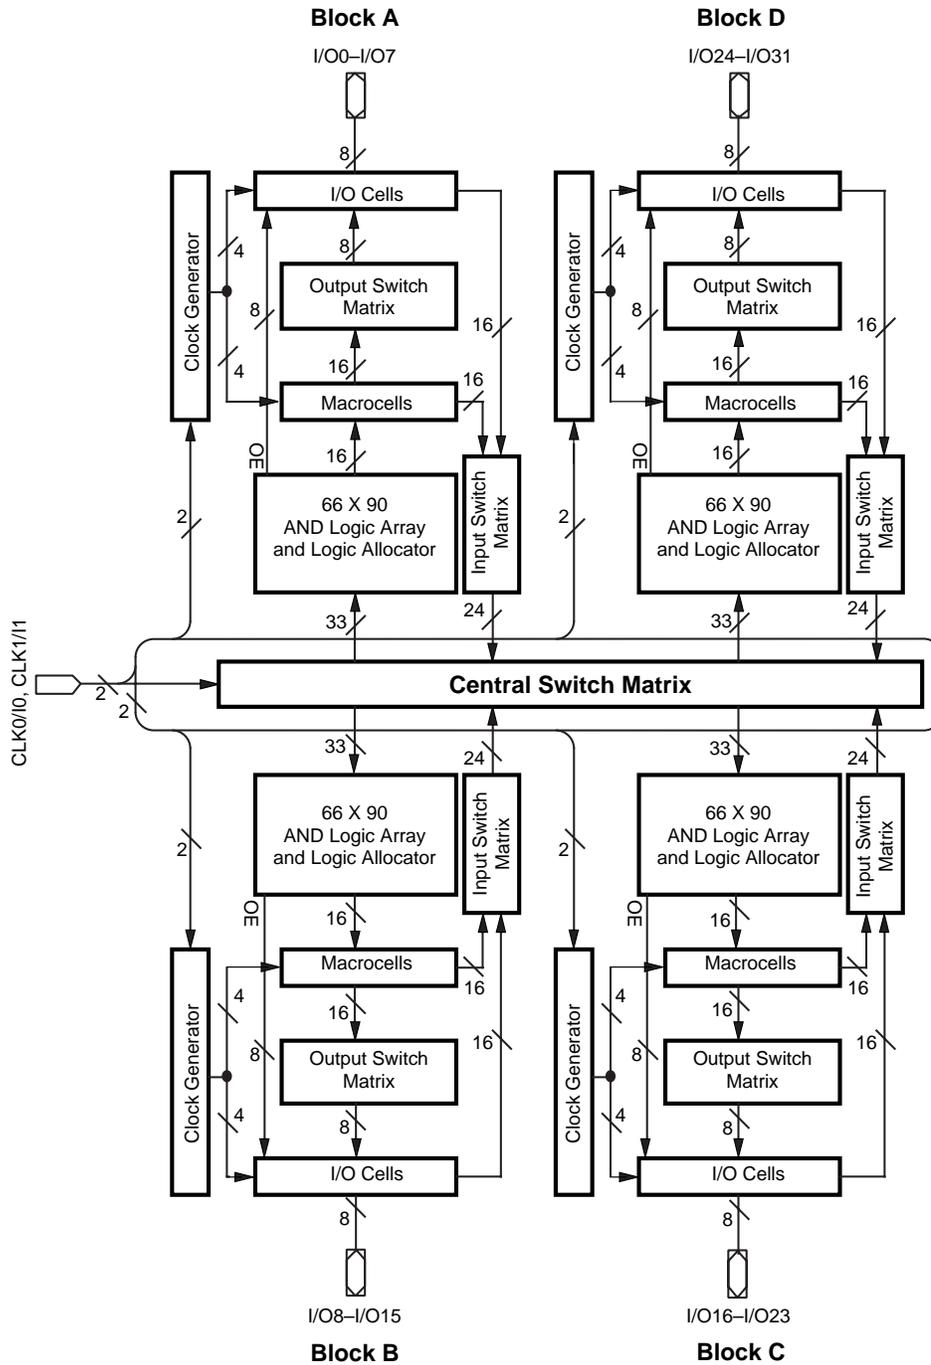 Block A
Block D
I/O0–I/O7
I/O24–I/O31
8
8
I/O Cells
I/O Cells
Clock Generator
4
8
8
Output Switch
Matrix
16
4
16
16
Macrocells
16
OE
66 X 90
AND Logic Array
and Logic Allocator
Input Switch
Matrix
2
33
24
Clock Generator
4
8
8
Output Switch
Matrix
16
4
16
16
Macrocells
16
OE
66 X 90
AND Logic Array
and Logic Allocator
Input Switch
Matrix
2
33
24
CLK0/I0, CLK1/I1
2
2
Central Switch Matrix
33
24
66 X 90
AND Logic Array
and Logic Allocator
Input Switch
Matrix
2
OE
16
Macrocells
16
Clock Generator
4
16
8
16
Output Switch
Matrix
4
8
I/O Cells
8
33
24
66 X 90
AND Logic Array
and Logic Allocator
Input Switch
Matrix
2
OE
16
Macrocells
16
Clock Generator
4
16
8
16
Output Switch
Matrix
4
8
I/O Cells
8
I/O8–I/O15
I/O16–I/O23
Block B
Block C